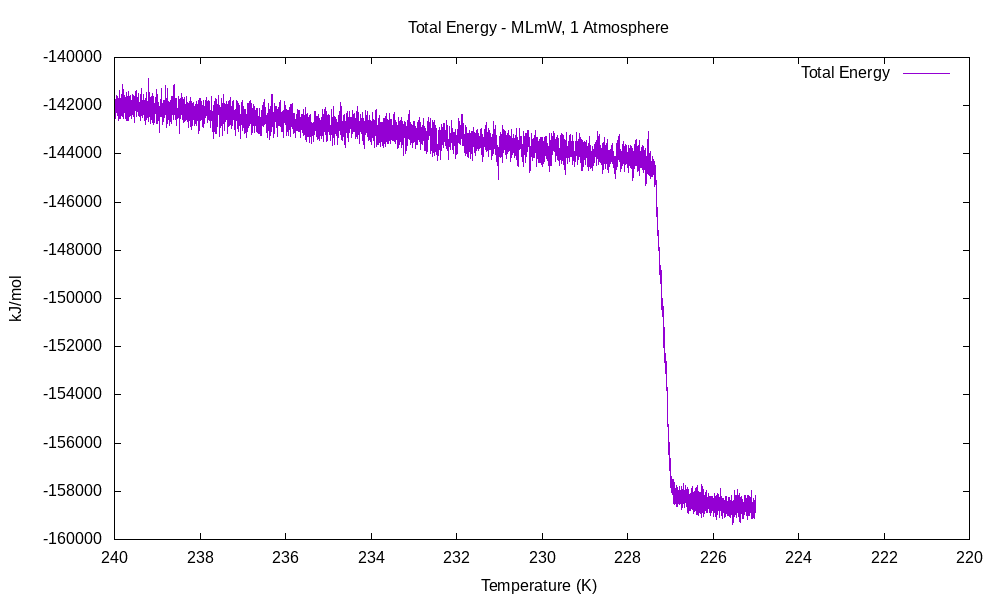 Total Energy - MLmW, 1 Atmosphere
Total Energy
-140000
-142000
-144000
-146000
-148000
-150000
-152000
-154000
-156000
-158000
-160000
kJ/mol
240 238 236 234 232 230 228 226 224 222 220
Temperature (K)